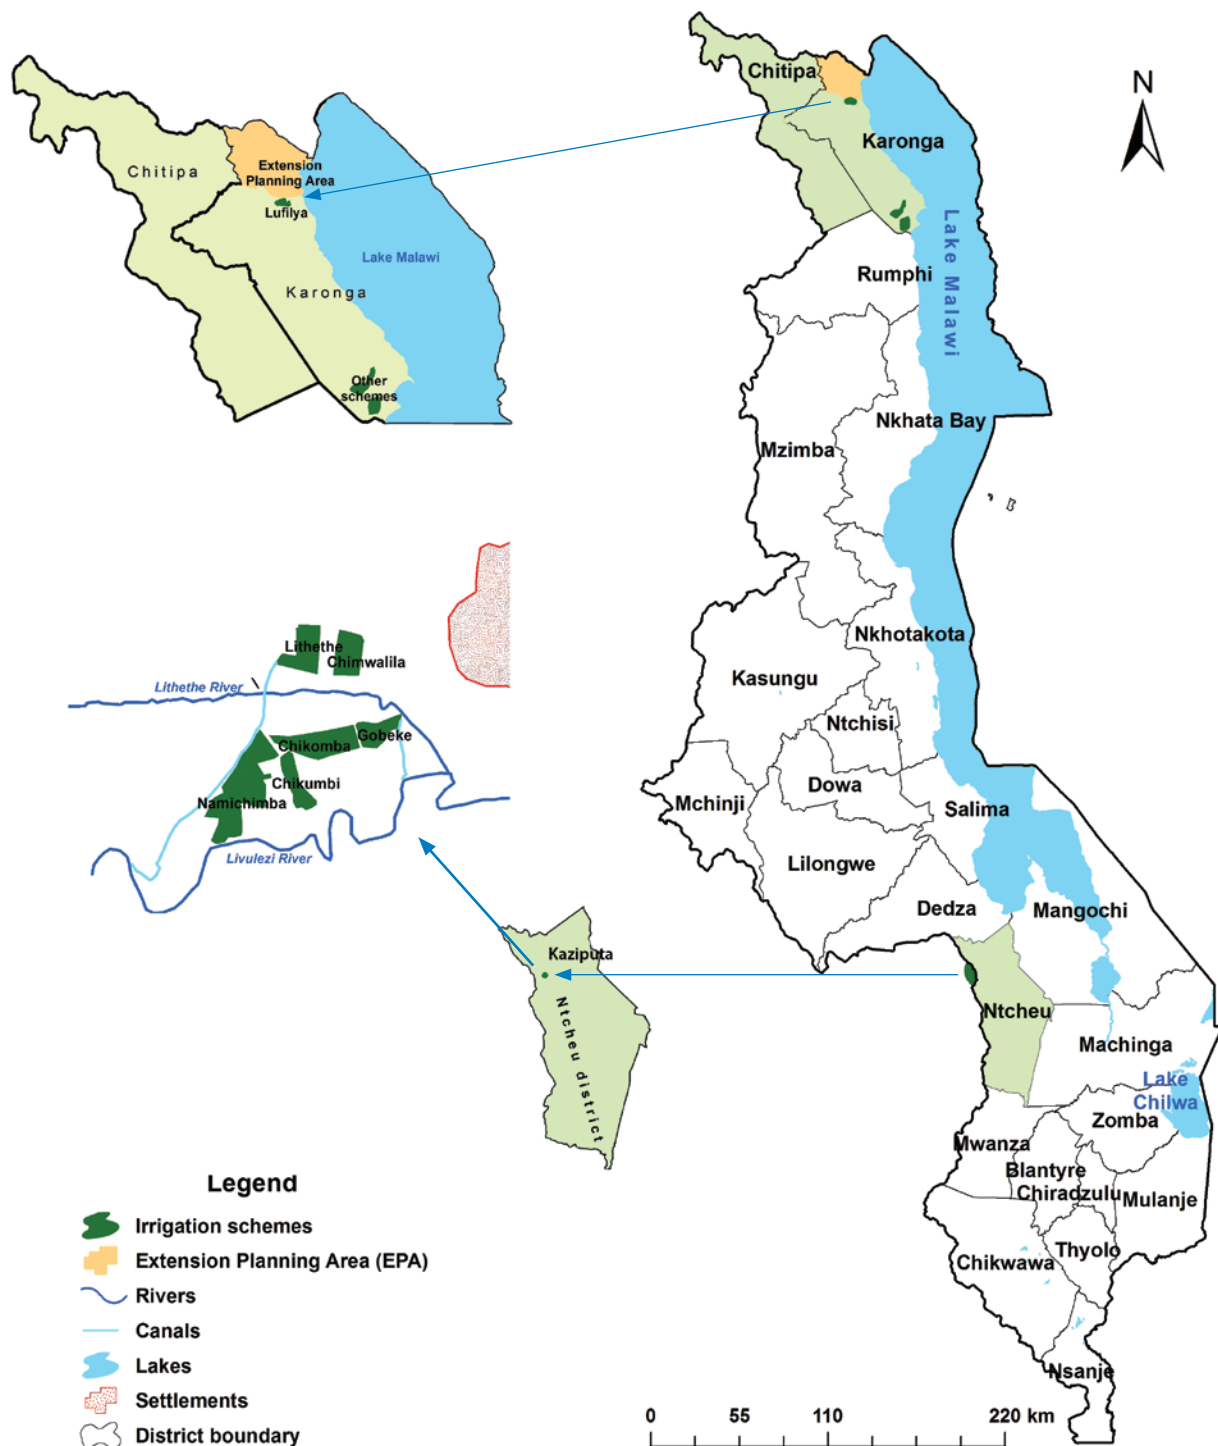 Chitipa
Extension
Planning Area
Lufilya
Lake Malawi
Karonga
Other
schemes
Chitipa
N
Karonga
Lake Malawi
Rumphi
Nkhata Bay
Mzimba
Nkhotakota
Kasungu
Ntchisi
Dowa
Mchinji
Salima
Lilongwe
Dedza
Mangochi
Ntcheu
Machinga
Lake
Chilwa
Zomba
Mwanza
Blantyre
Chiradzulu
Mulanje
Thyolo
Chikwawa
Nsanje
Lithethe
Chimwalila
Lithethe River
Gobeke
Chikomba
Chikumbi
Namichimba
Livulezi River
Kaziputa
Ntcheu district
Legend
Irrigation schemes
Extension Planning Area (EPA)
Rivers
Canals
Lakes
Settlements
District boundary
0 55 110 220 km